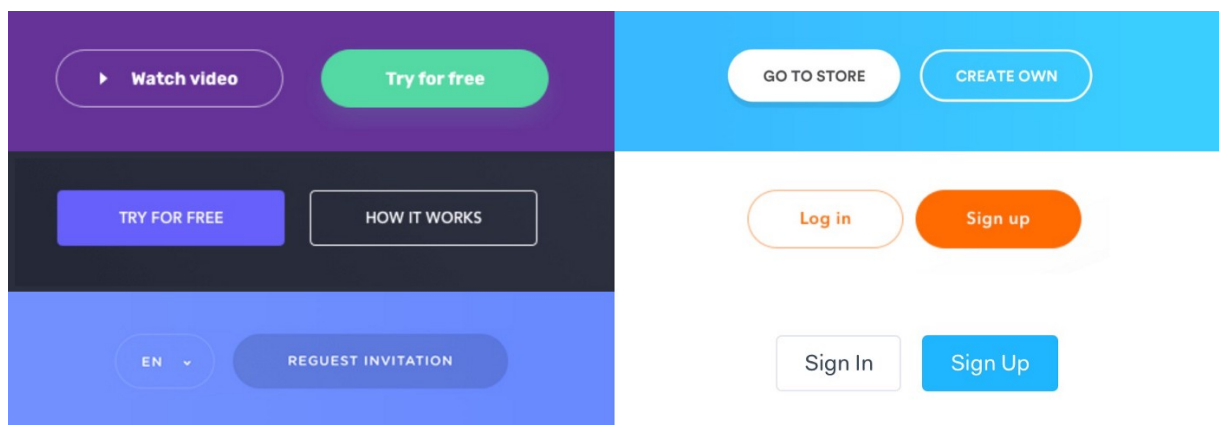 Watch video
Try for free
GO TO STORE
CREATE OWN
TRY FOR FREE
HOW IT WORKS
Log in
Sign up
EN
REGUEST INVITATION
Sign In
Sign Up